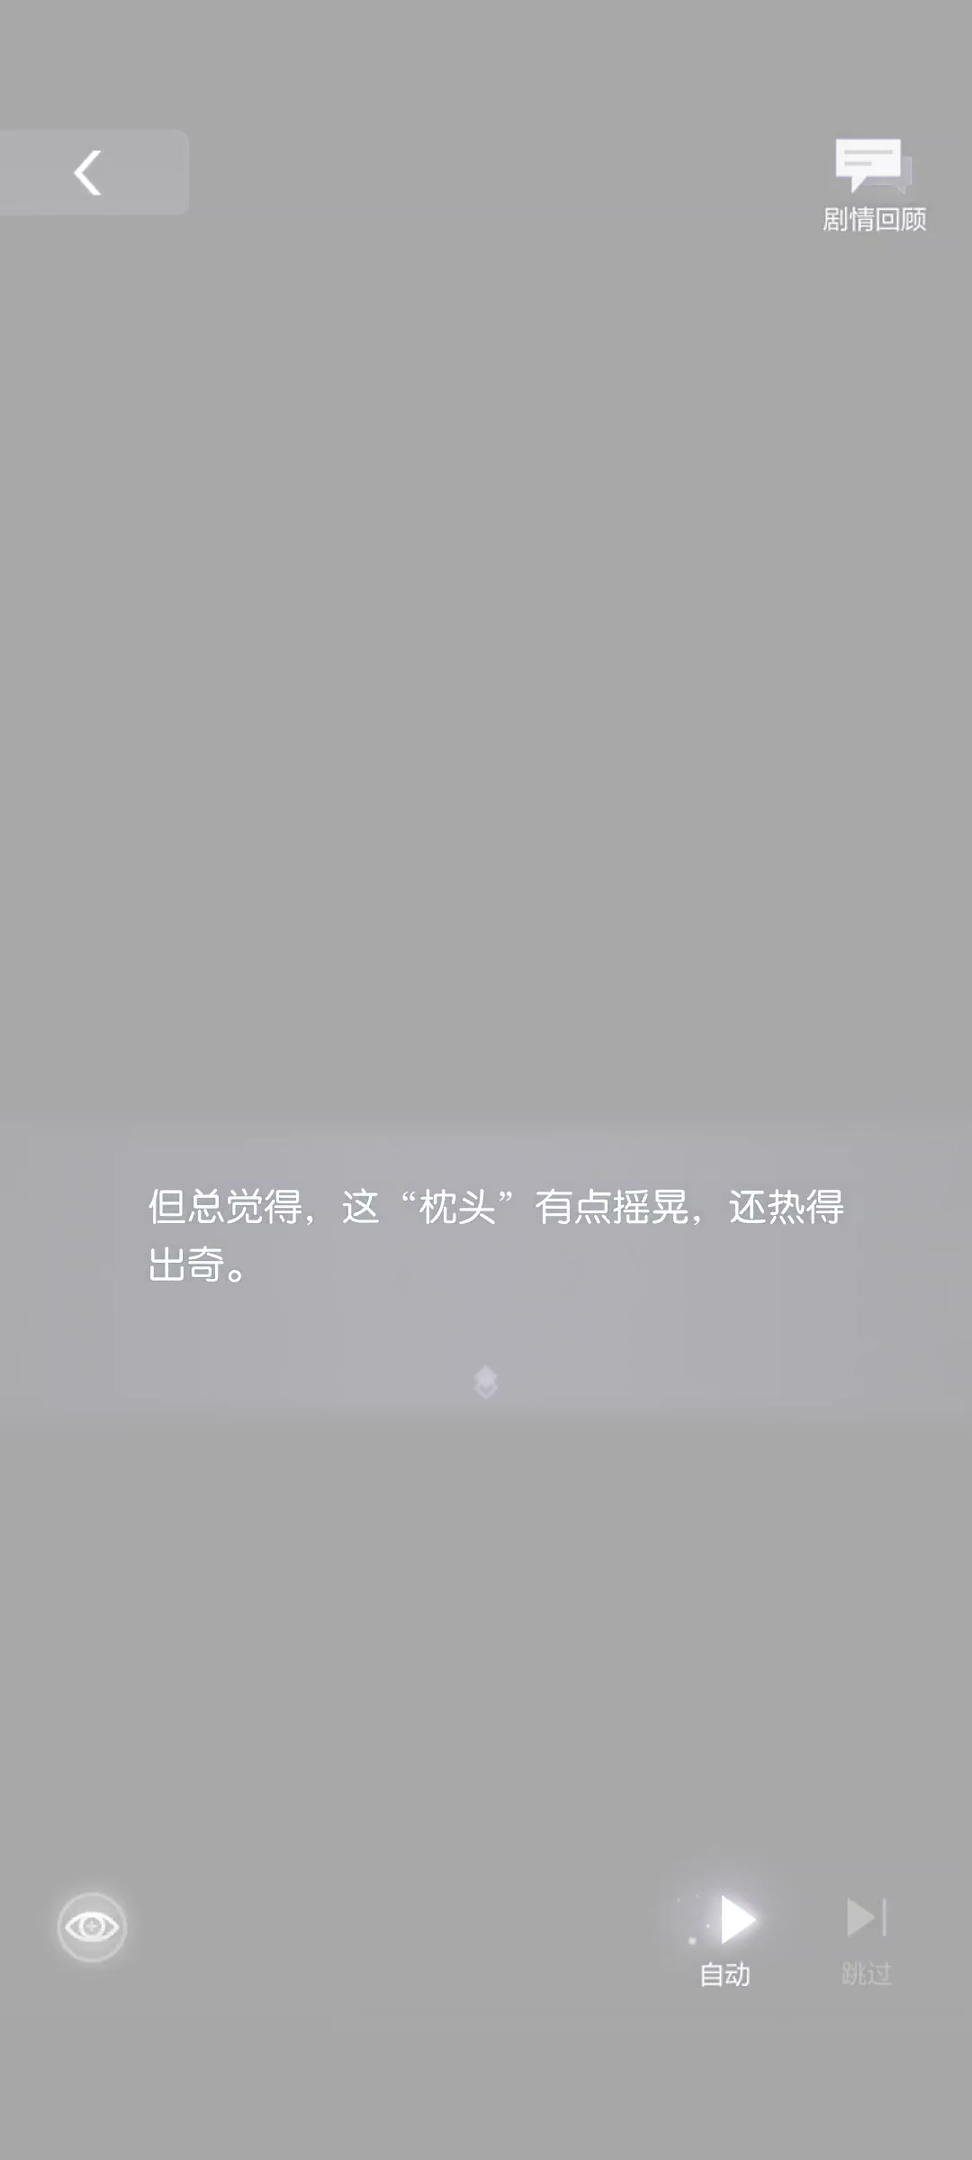 剧情回顾
但总觉得，这“枕头”有点摇晃，还热得
出奇。
自动
跳过